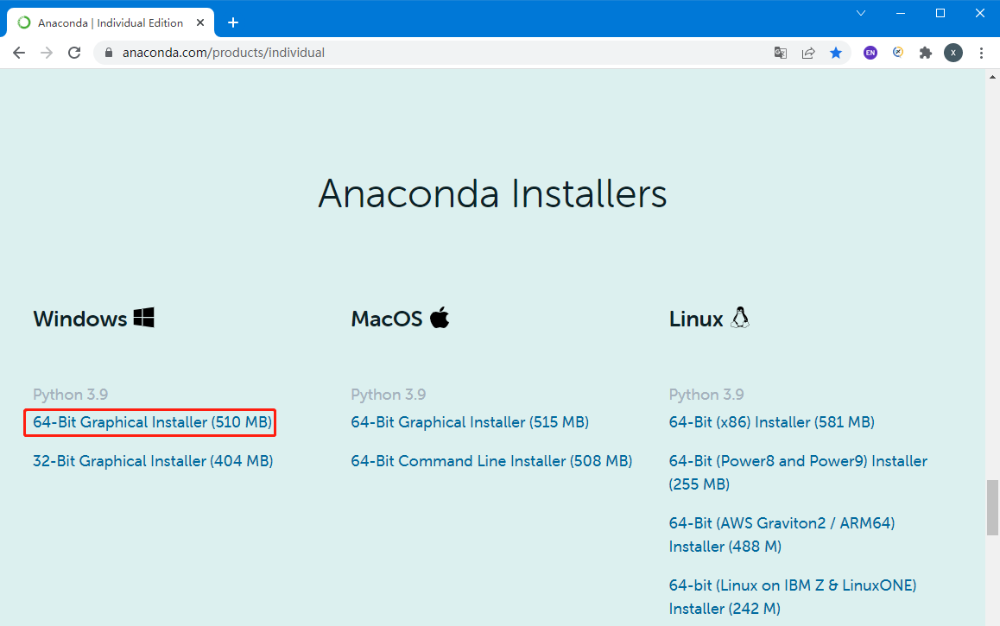 Anaconda | Individual Edition
anaconda.com/products/individual
EN
X
Anaconda Installers
Windows
Python 3.9
64-Bit Graphical Installer (510 MB)
32-Bit Graphical Installer (404 MB)
MacOS
Python 3.9
64-Bit Graphical Installer (515 MB)
64-Bit Command Line Installer (508 MB)
Linux
Python 3.9
64-Bit (x86) Installer (581 MB)
64-Bit (Power8 and Power9) Installer
(255 MB)
64-Bit (AWS Graviton2 / ARM64)
Installer (488 M)
64-bit (Linux on IBM Z & LinuxONE)
Installer (242 M)